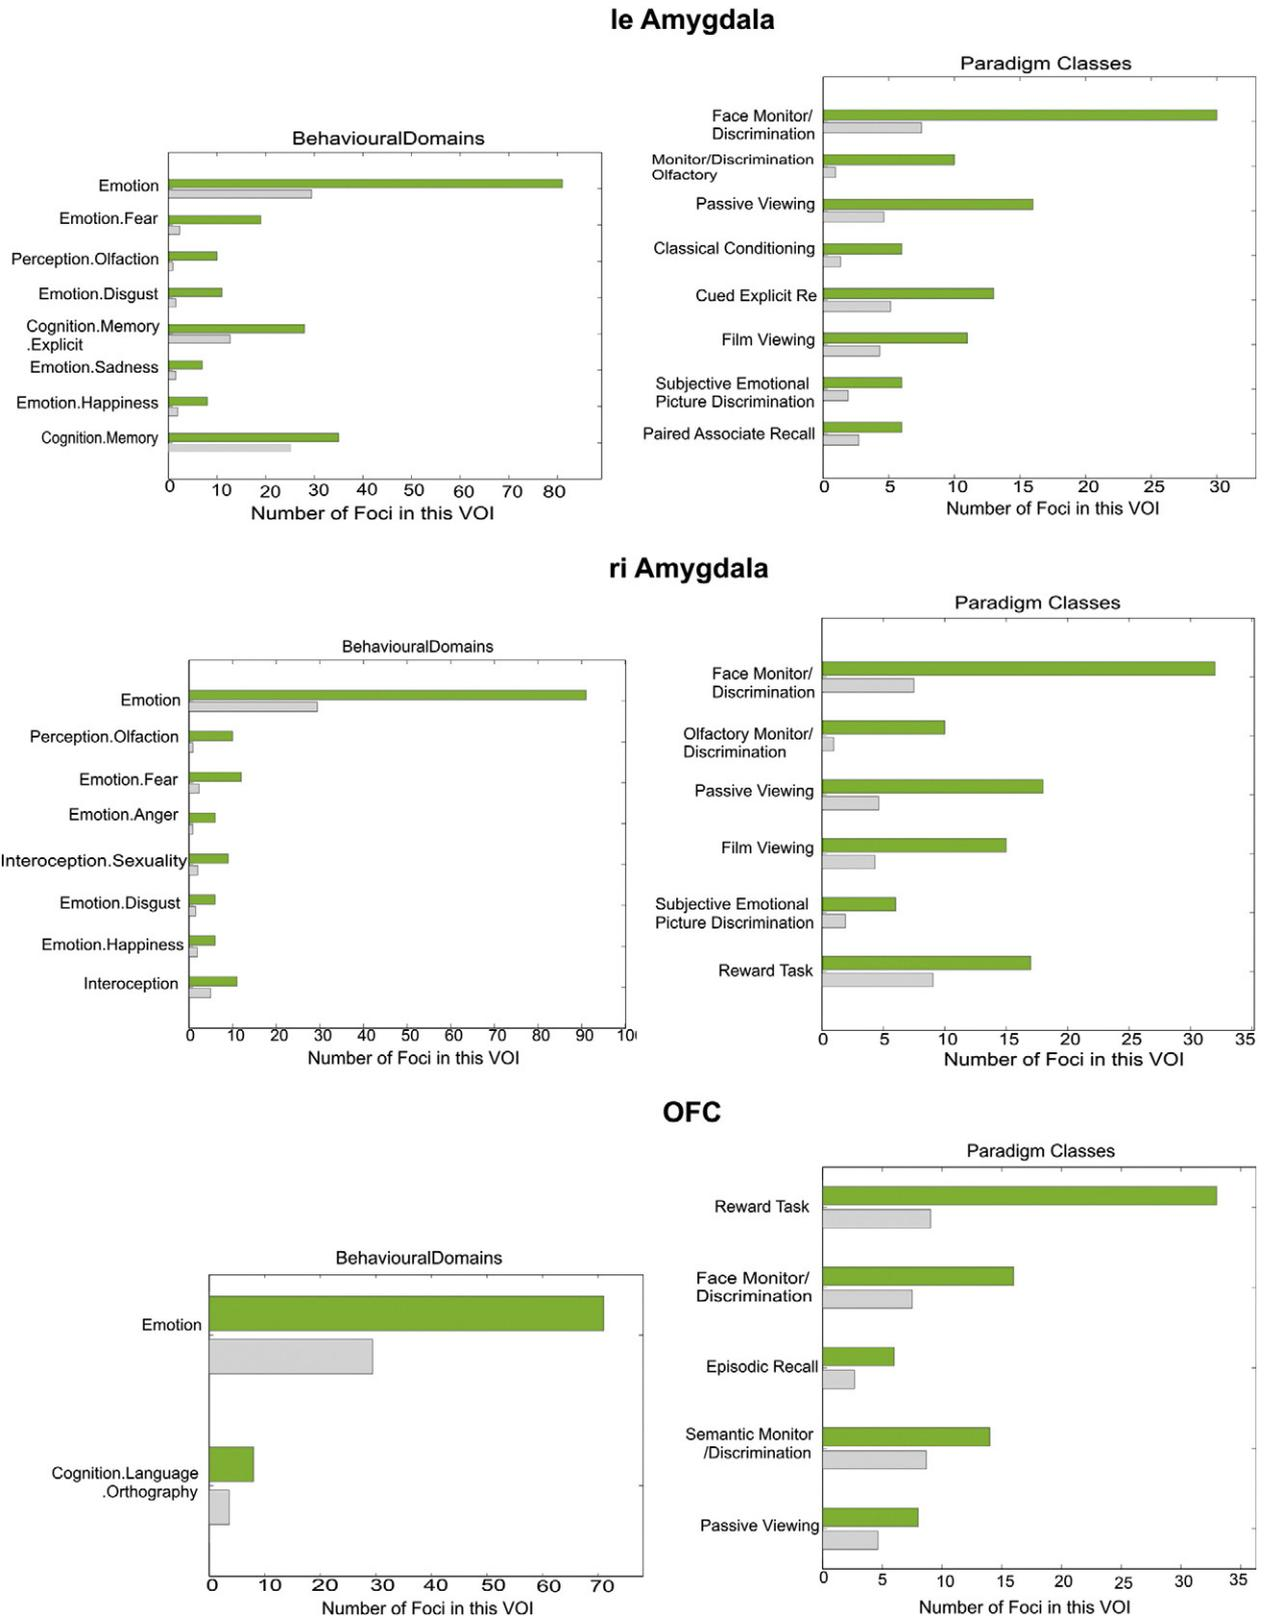 le Amygdala
BehaviouralDomains
Emotion
Emotion.Fear
Perception.Olfaction
Emotion.Disgust
Cognition.Memory
.Explicit
Emotion.Sadness
Emotion.Happiness
Cognition.Memory
0 10 20 30 40 50 60 70 80
Number of Foci in this VOI
Paradigm Classes
Face Monitor/
Discrimination
Monitor/Discrimination
Olfactory
Passive Viewing
Classical Conditioning
Cued Explicit Re
Film Viewing
Subjective Emotional
Picture Discrimination
Paired Associate Recall
0 5 10 15 20 25 30
Number of Foci in this VOI
ri Amygdala
BehaviouralDomains
Emotion
Perception.Olfaction
Emotion.Fear
Emotion.Anger
Interoception.Sexuality
Emotion.Disgust
Emotion.Happiness
Interoception
0 10 20 30 40 50 60 70 80 90 10
Number of Foci in this VOI
Paradigm Classes
Face Monitor/
Discrimination
Olfactory Monitor/
Discrimination
Passive Viewing
Film Viewing
Subjective Emotional
Picture Discrimination
Reward Task
0 5 10 15 20 25 30 35
Number of Foci in this VOI
OFC
BehaviouralDomains
Emotion
Cognition.Language
.Orthography
0 10 20 30 40 50 60 70
Number of Foci in this VOI
Paradigm Classes
Reward Task
Face Monitor/
Discrimination
Episodic Recall
Semantic Monitor
/Discrimination
Passive Viewing
0 5 10 15 20 25 30 35
Number of Foci in this VOI